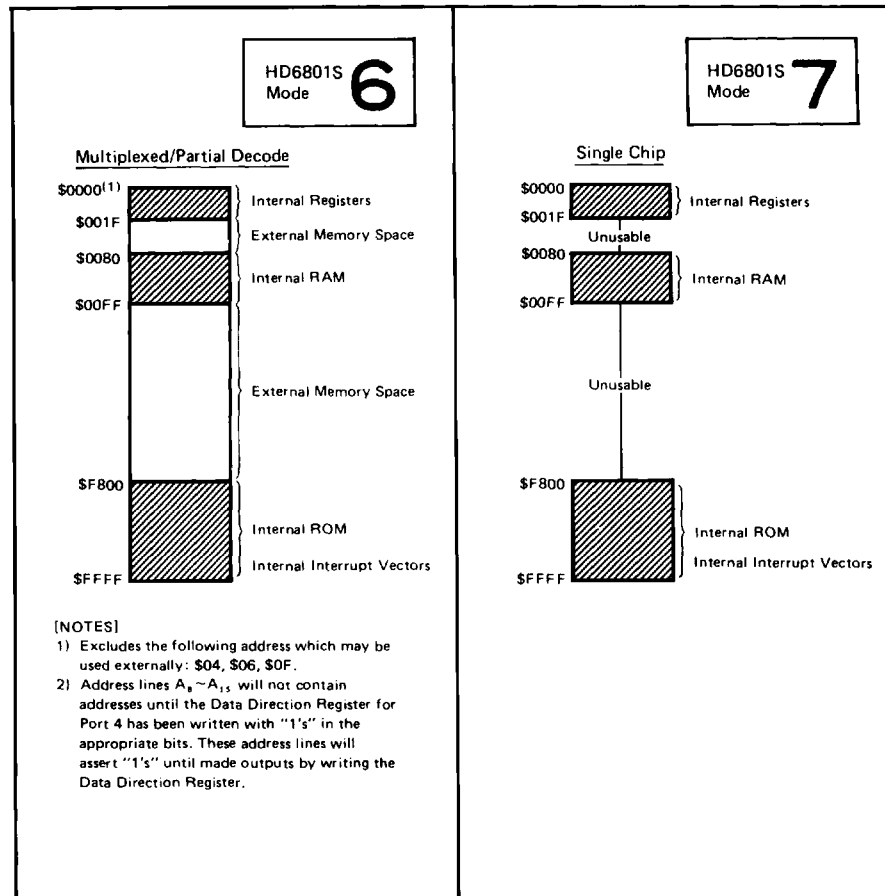 HD6801S
Mode 6
Multiplexed/Partial Decode
$0000(1)
Internal Registers
$001F
External Memory Space
$0080
Internal RAM
$00FF
External Memory Space
$F800
Internal ROM
Internal Interrupt Vectors
$FFFF
[NOTES]
1) Excludes the following address which may be
used externally: $04, $06, $0F.
2) Address lines A₈~A₁₅ will not contain
addresses until the Data Direction Register for
Port 4 has been written with "1's" in the
appropriate bits. These address lines will
assert "1's" until made outputs by writing the
Data Direction Register.
HD6801S
Mode 7
Single Chip
$0000
Internal Registers
$001F
Unusable
$0080
Internal RAM
$00FF
Unusable
$F800
Internal ROM
Internal Interrupt Vectors
$FFFF